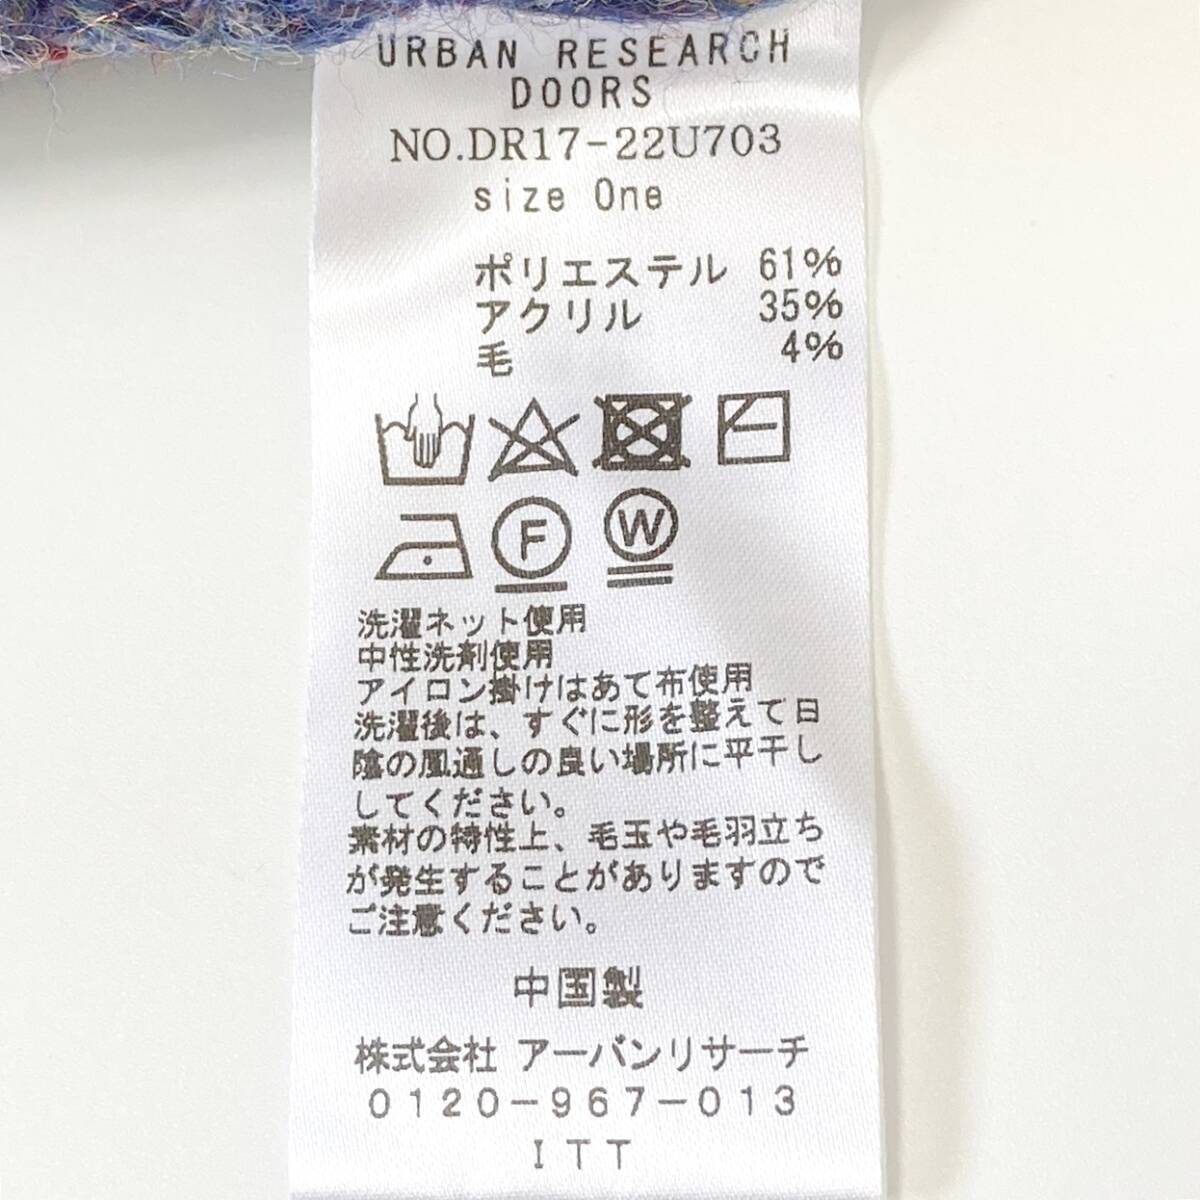 URBAN RESEARCH
DOORS
NO.DR17-22U703
size One
ポリエステル 61%
アクリル 35%
毛 4%
F W
洗濯ネット使用
中性洗剤使用
アイロン掛けはあて布使用
洗濯後は、すぐに形を整えて日
陰の風通しの良い場所に平干し
してください。
素材の特性上、毛玉や毛羽立ち
が発生することがありますので
ご注意ください。
中国製
株式会社 アーバンリサーチ
0120-967-013
ITT